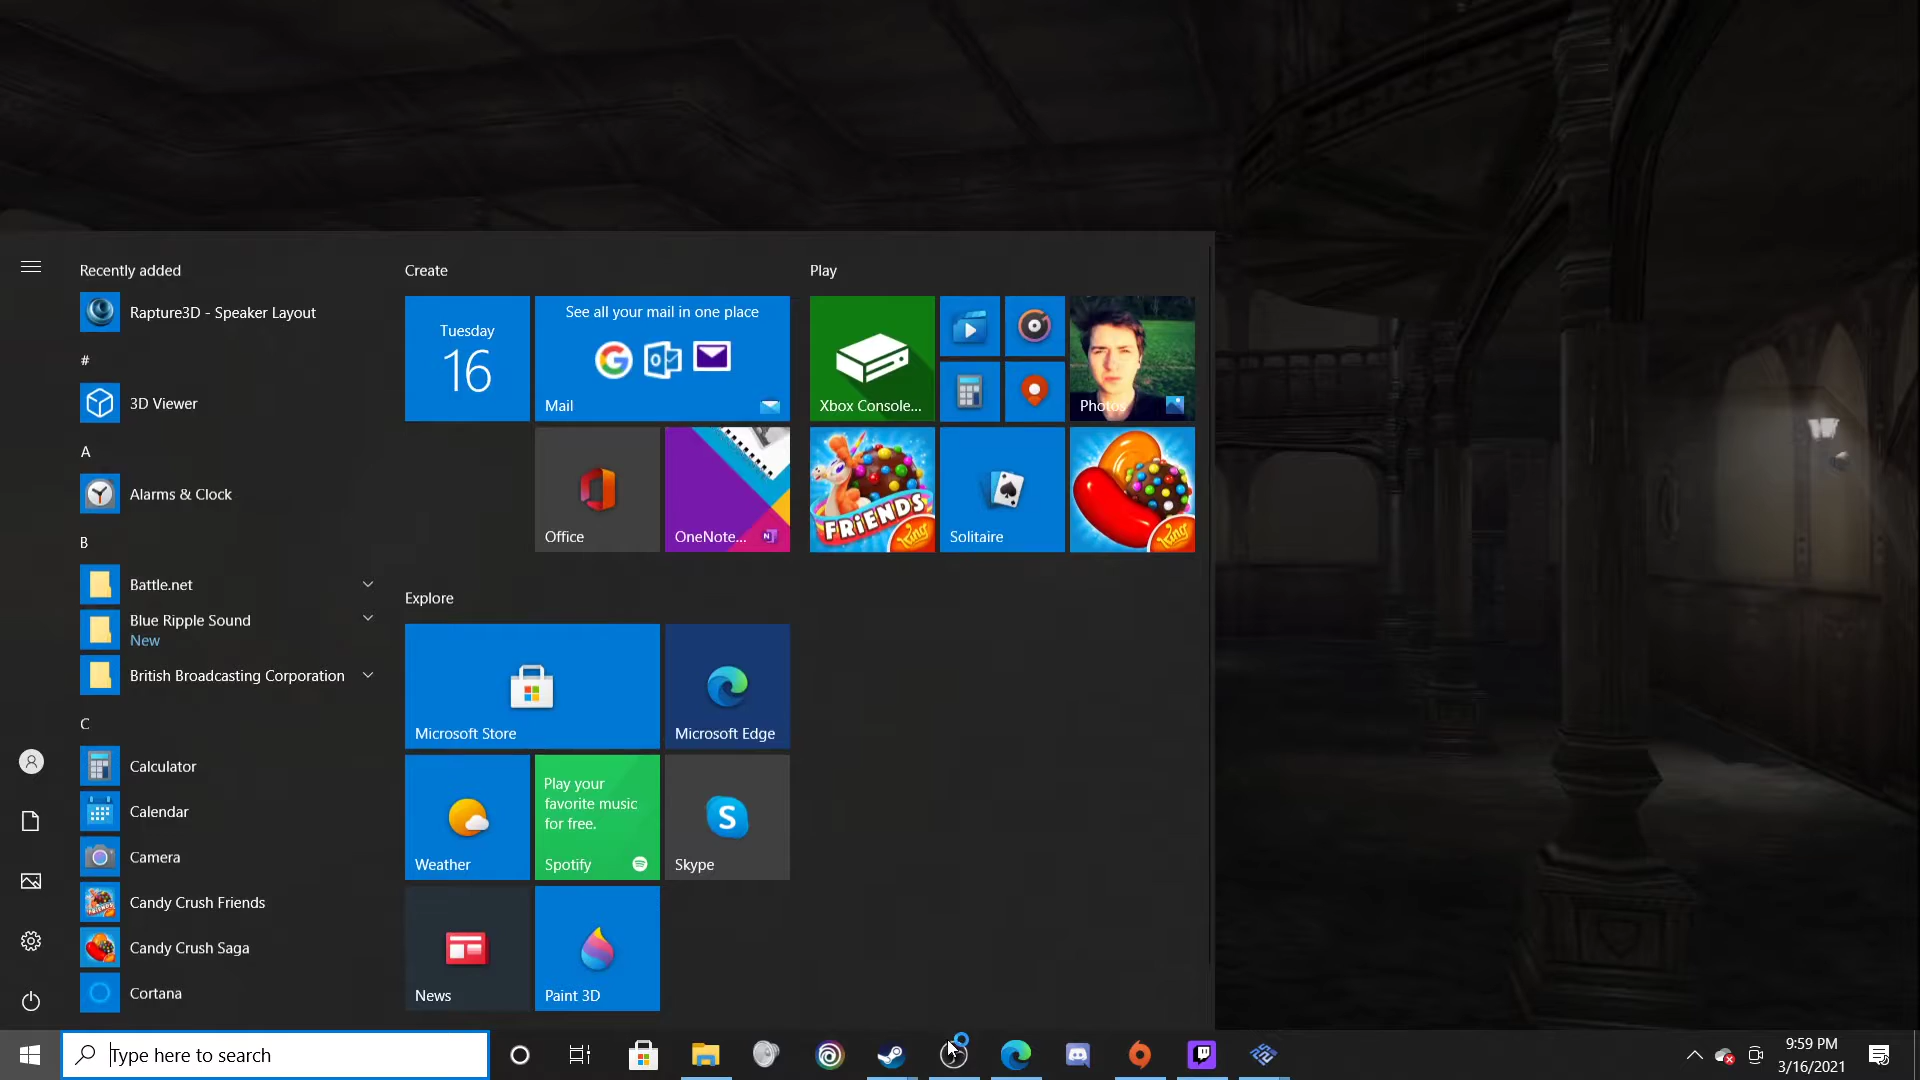 Recently added
Rapture3D - Speaker Layout
#
3D Viewer
A
Alarms & Clock
B
Battle.net
Blue Ripple Sound
New
British Broadcasting Corporation
C
Calculator
Calendar
Camera
Candy Crush Friends
Candy Crush Saga
Cortana
Create
Tuesday
16
See all your mail in one place
Mail
Office
OneNote...
Play
Xbox Console...
Photos
FRIENDS
King
Solitaire
King
Explore
Microsoft Store
Microsoft Edge
Weather
Play your
favorite music
for free.
Spotify
Skype
News
Paint 3D
Type here to search
9:59 PM
3/16/2021